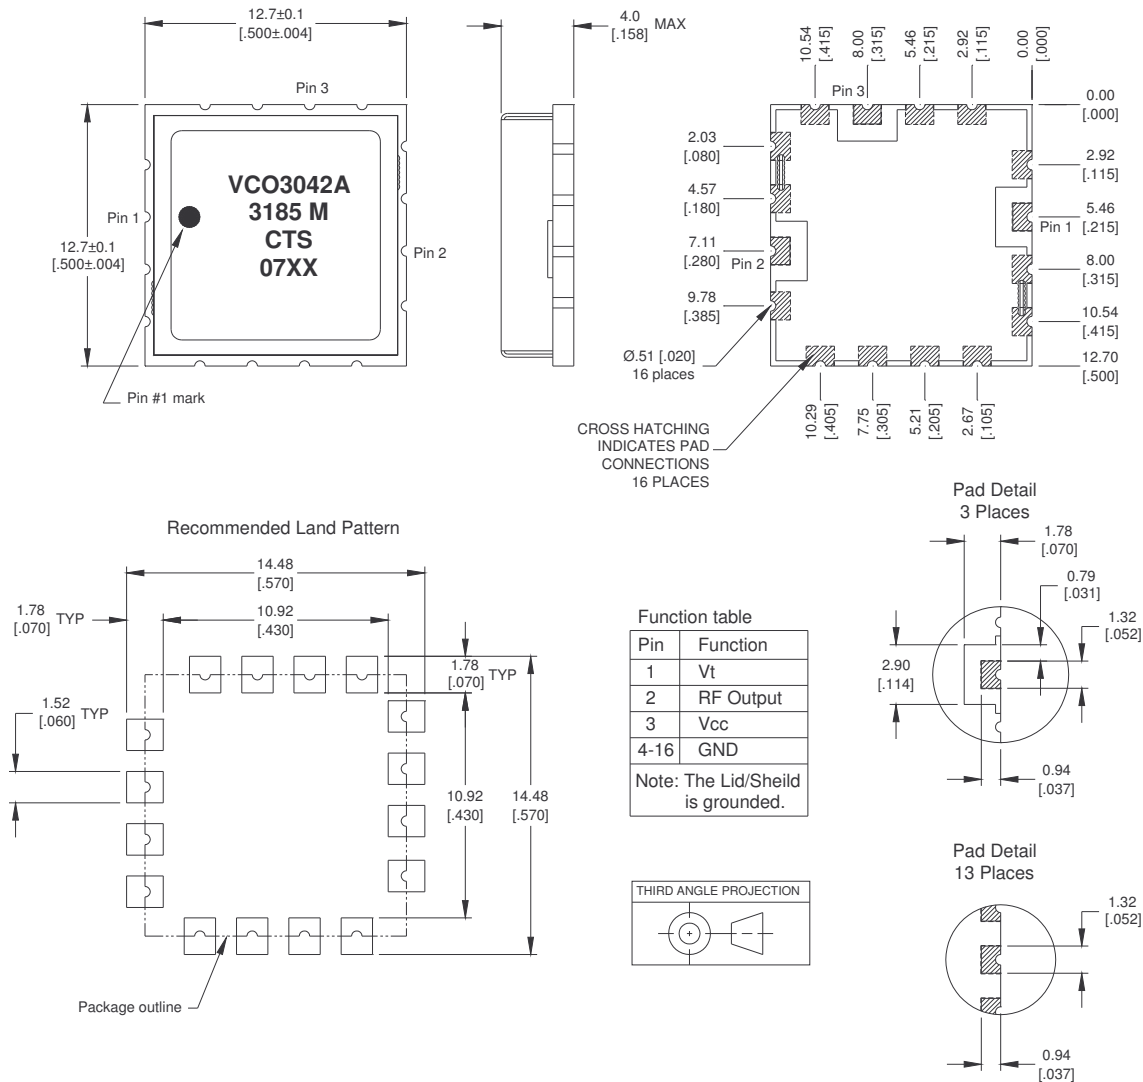 12.7±0.1
[.500±.004]
4.0
[.158]
MAX
Pin 3
12.7±0.1
[.500±.004]
Pin 1
VCO3042A
3185 M
CTS
07XX
Pin 2
Pin #1 mark
10.54
[.415]
8.00
[.315]
5.46
[.215]
2.92
[.115]
0.00
[.000]
Pin 3
0.00
[.000]
2.03
[.080]
4.57
[.180]
7.11
[.280]
Pin 2
9.78
[.385]
2.92
[.115]
5.46
[.215]
Pin 1
8.00
[.315]
10.54
[.415]
12.70
[.500]
Ø.51 [.020]
16 places
10.29
[.405]
7.75
[.305]
5.21
[.205]
2.67
[.105]
CROSS HATCHING
INDICATES PAD
CONNECTIONS
16 PLACES
Recommended Land Pattern
14.48
[.570]
1.78
[.070]
TYP
10.92
[.430]
1.78
[.070]
TYP
1.52
[.060]
TYP
10.92
[.430]
14.48
[.570]
Package outline
Function table
Pin Function
1 Vt
2 RF Output
3 Vcc
4-16 GND
Note: The Lid/Sheild
is grounded.
THIRD ANGLE PROJECTION
Pad Detail
3 Places
1.78
[.070]
0.79
[.031]
1.32
[.052]
2.90
[.114]
0.94
[.037]
Pad Detail
13 Places
1.32
[.052]
0.94
[.037]